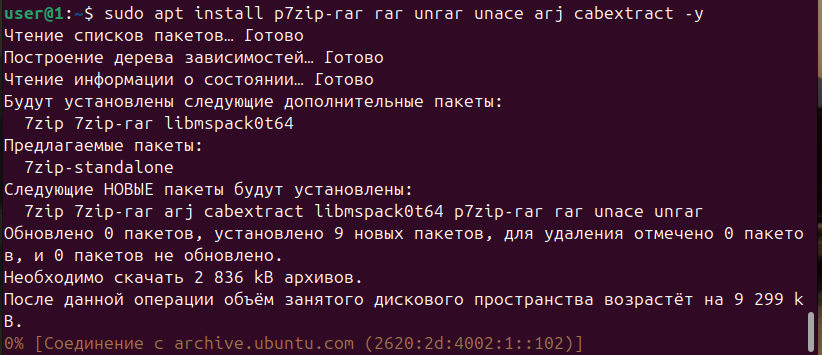 user@1:~$ sudo apt install p7zip-rar rar unrar unace arj cabextract -y
Чтение списков пакетов… Готово
Построение дерева зависимостей… Готово
Чтение информации о состоянии… Готово
Будут установлены следующие дополнительные пакеты:
  7zip 7zip-rar libmspack0t64
Предлагаемые пакеты:
  7zip-standalone
Следующие НОВЫЕ пакеты будут установлены:
  7zip 7zip-rar arj cabextract libmspack0t64 p7zip-rar rar unace unrar
Обновлено 0 пакетов, установлено 9 новых пакетов, для удаления отмечено 0 пакето
в, и 0 пакетов не обновлено.
Необходимо скачать 2 836 kB архивов.
После данной операции объём занятого дискового пространства возрастёт на 9 299 k
B.
0% [Соединение с archive.ubuntu.com (2620:2d:4002:1::102)]